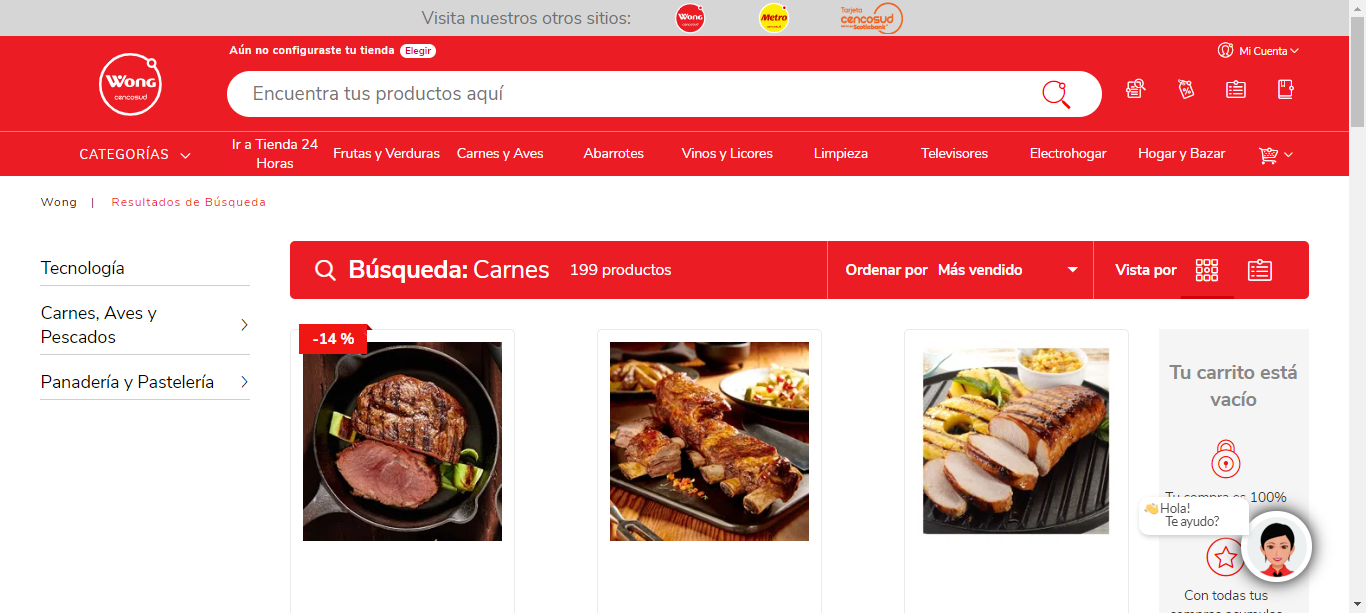 Visita nuestros otros sitios:
Wong
cencosud
Metro
cencosud
Tarjeta
cencosud
Scotiabank
Aún no configuraste tu tienda Elegir
Mi Cuenta
Wong
cencosud
Encuentra tus productos aquí
CATEGORÍAS
Ir a Tienda 24
Horas
Frutas y Verduras
Carnes y Aves
Abarrotes
Vinos y Licores
Limpieza
Televisores
Electrohogar
Hogar y Bazar
Wong | Resultados de Búsqueda
Tecnología
Carnes, Aves y
Pescados
Panadería y Pastelería
Búsqueda: Carnes 199 productos
Ordenar por Más vendido
Vista por
-14 %
Tu carrito está
vacío
Tu compra es 100%
Hola!
Te ayudo?
Con todas tus
compras acumulas